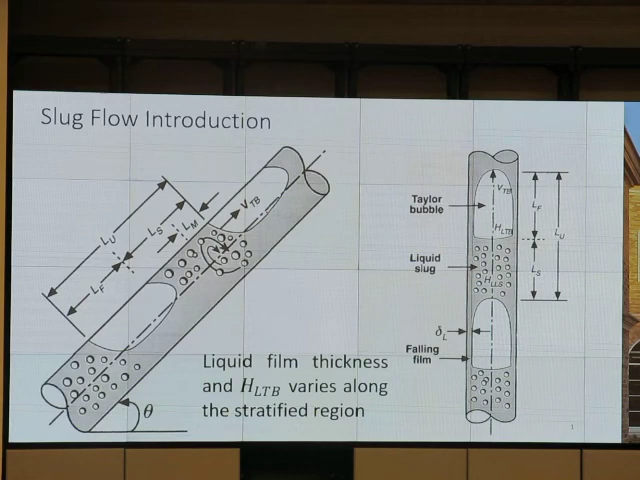 Slug Flow Introduction
V_TB
L_M
L_S
L_U
L_F
θ
Liquid film thickness
and H_LTB varies along
the stratified region
Taylor
bubble
V_TB
H_LTB
L_F
L_U
Liquid
slug
H_LLS
L_S
δ_L
Falling
film
1